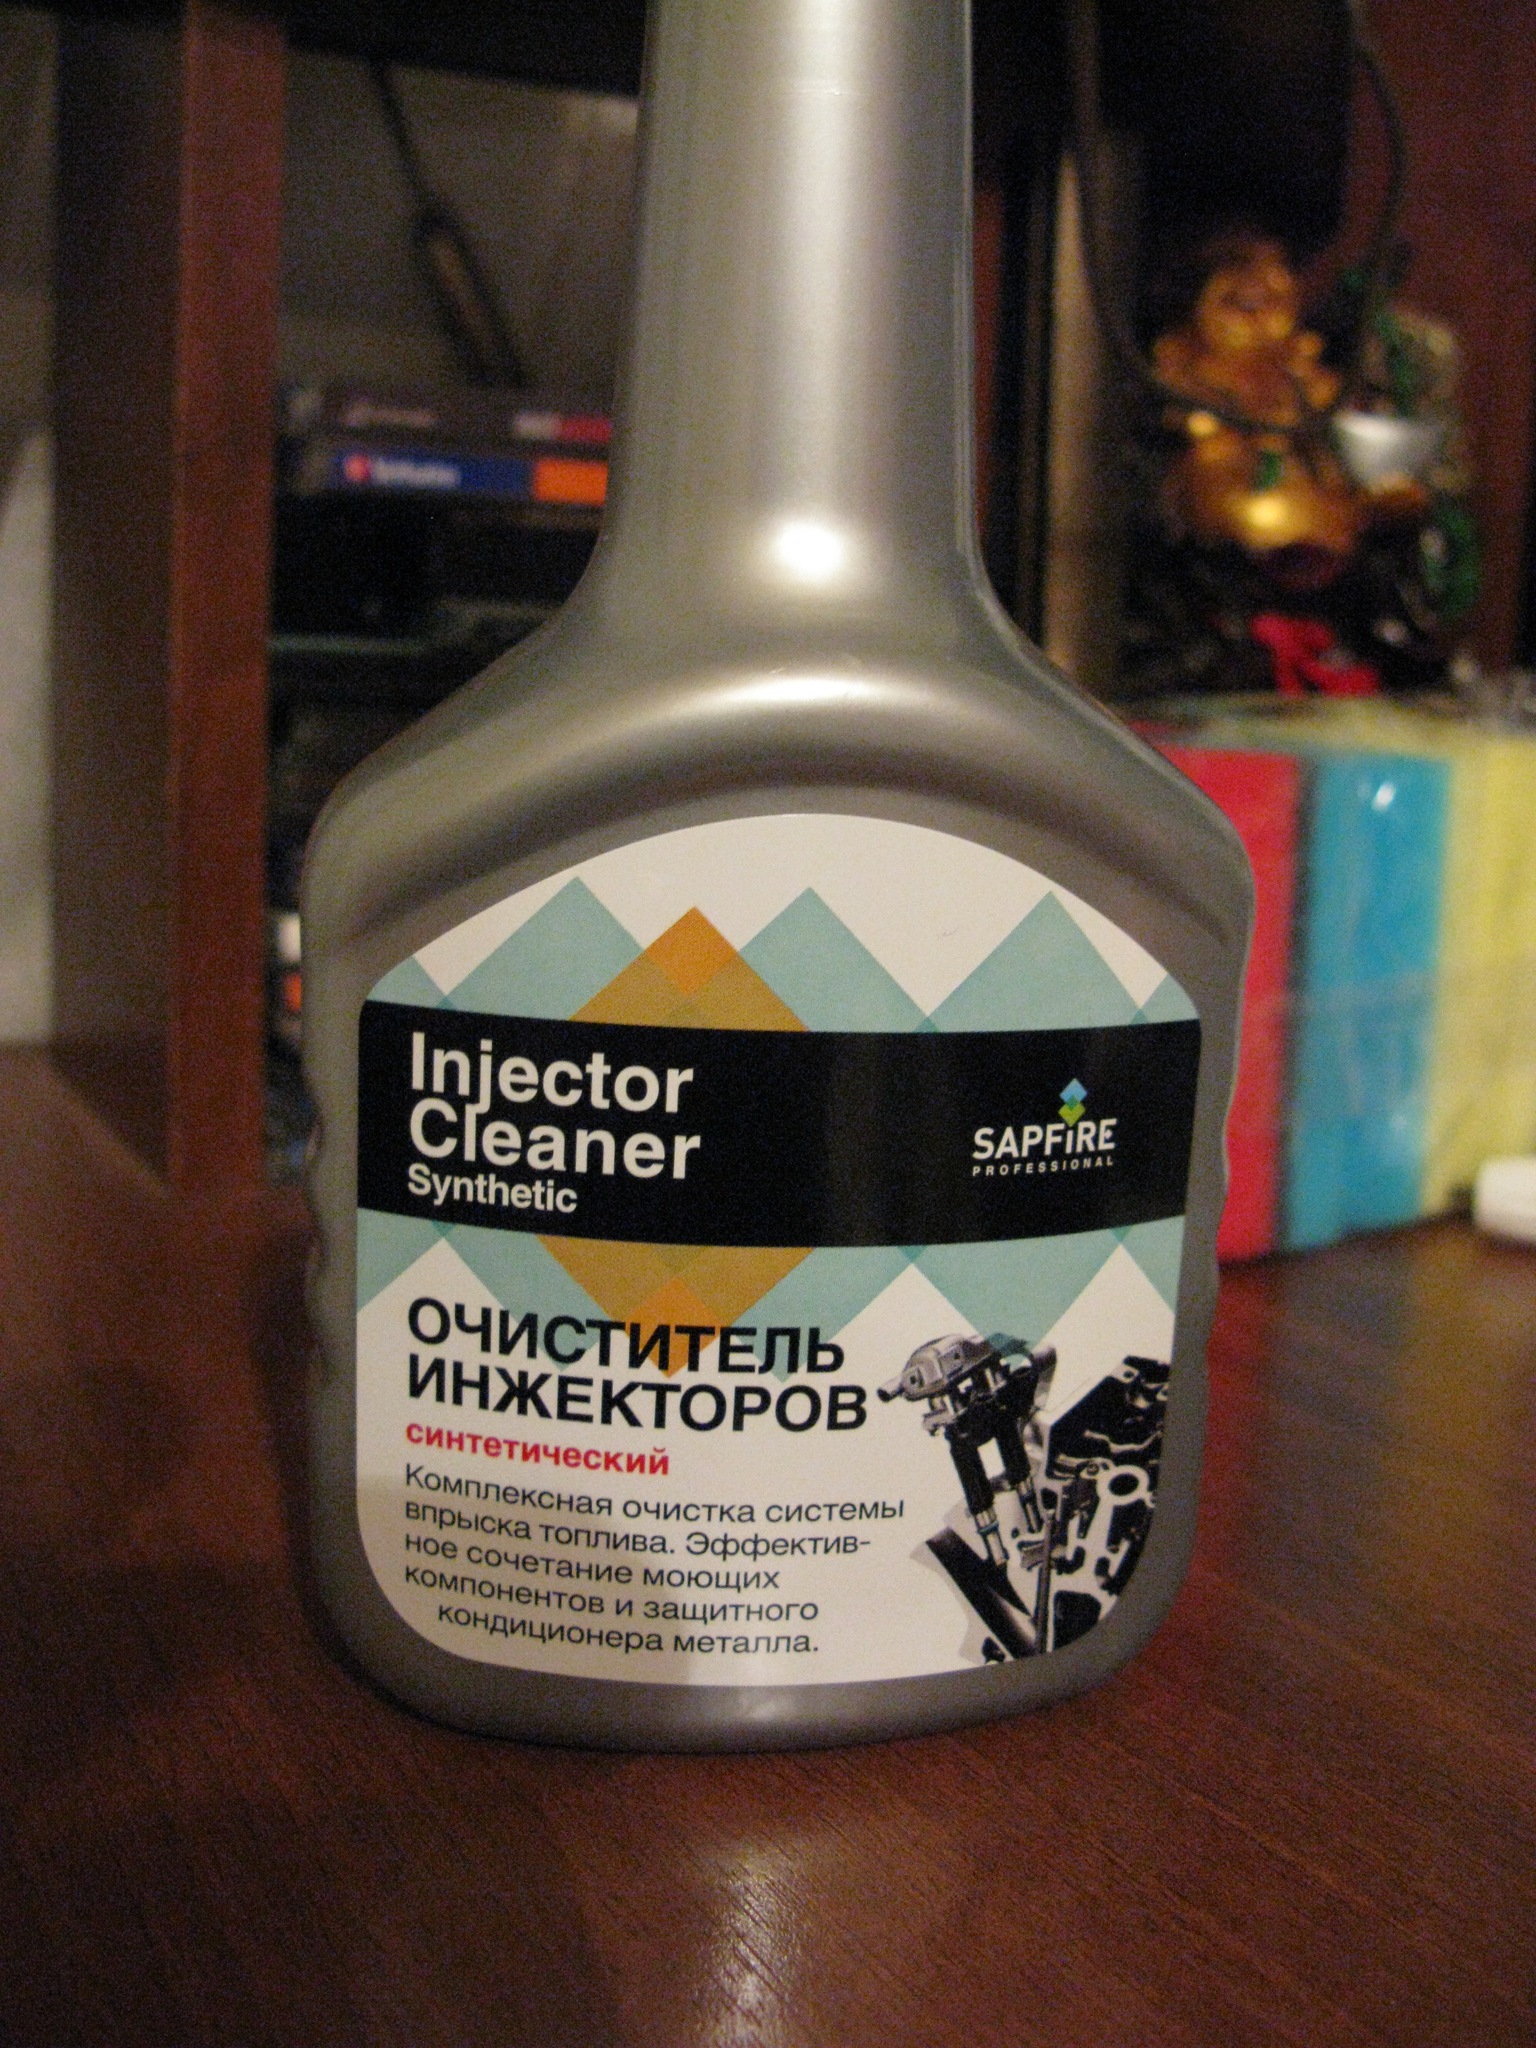 Injector
Cleaner
Synthetic
SAPFiRE
PROFESSIONAL
ОЧИСТИТЕЛЬ
ИНЖЕКТОРОВ
синтетический
Комплексная очистка системы
впрыска топлива. Эффектив-
ное сочетание моющих
компонентов и защитного
кондиционера металла.